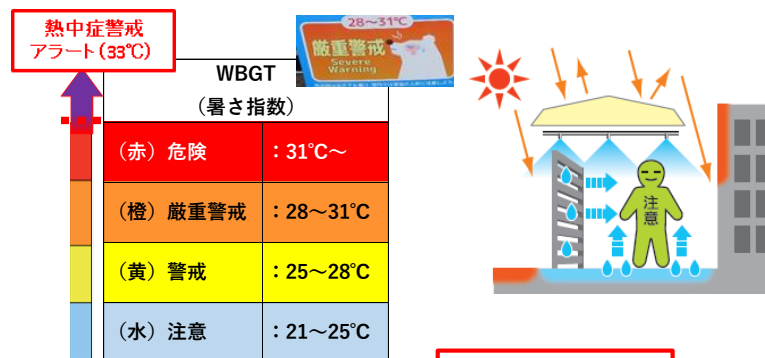 熱中症警戒
アラート(33℃)
28～31℃
厳重警戒
Severe
Warning
WBGT
(暑さ指数)
(赤) 危険 ：31℃～
(橙) 厳重警戒 ：28～31℃
(黄) 警戒 ：25～28℃
(水) 注意 ：21～25℃
注意